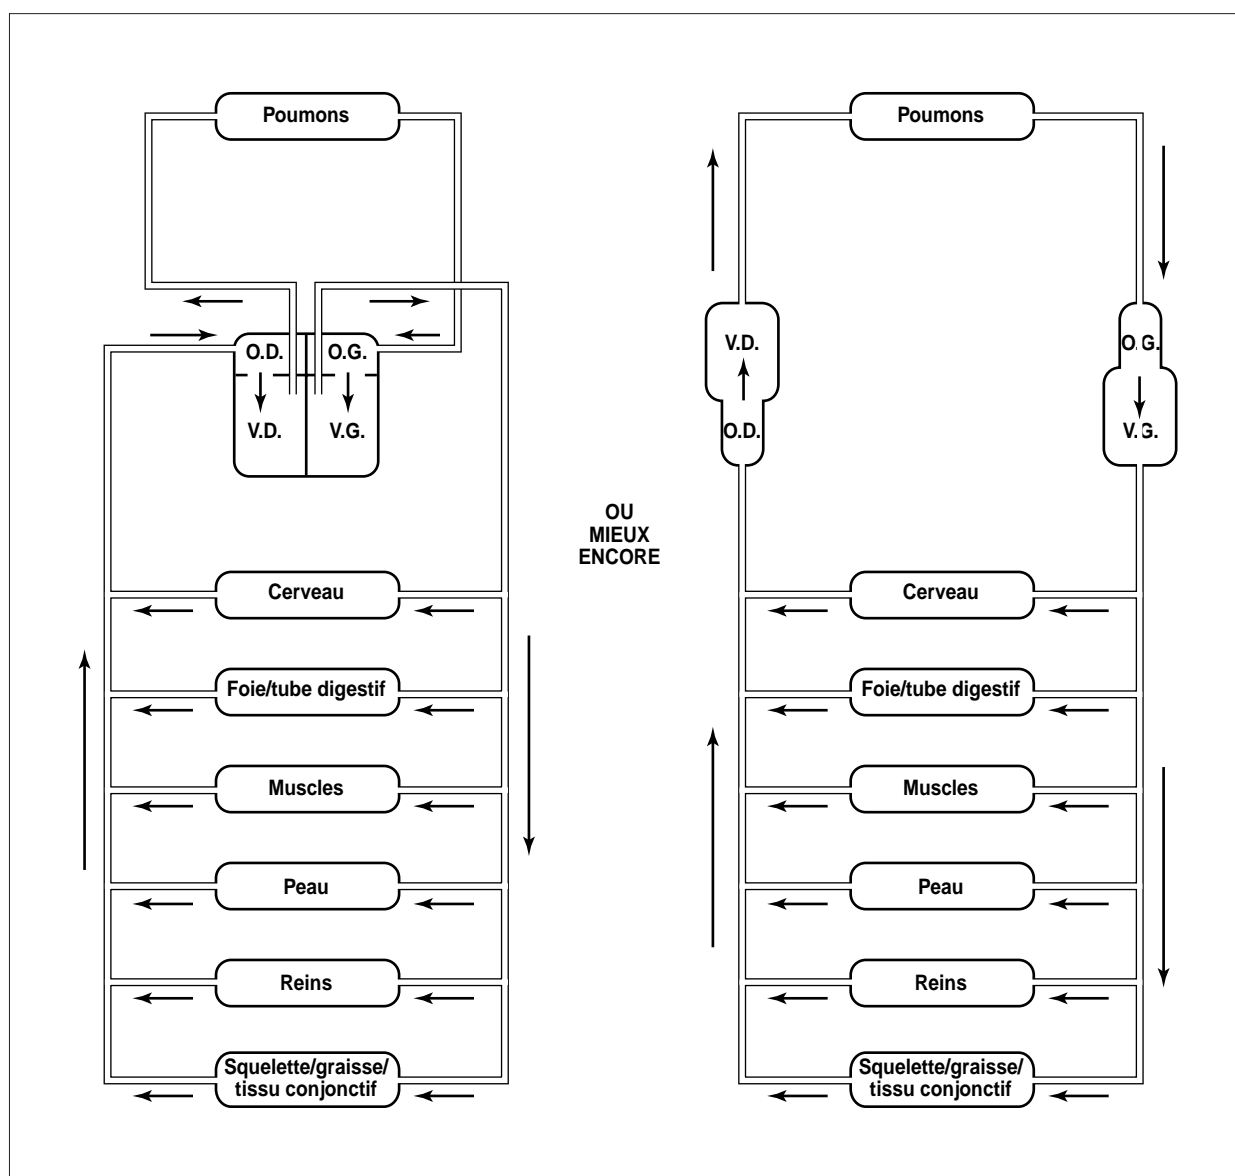 Poumons
O.D.
O.G.
V.D.
V.G.
Cerveau
Foie/tube digestif
Muscles
Peau
Reins
Squelette/graisse/
tissu conjonctif
OU
MIEUX
ENCORE
Poumons
V.D.
O.D.
O.G.
V.G.
Cerveau
Foie/tube digestif
Muscles
Peau
Reins
Squelette/graisse/
tissu conjonctif